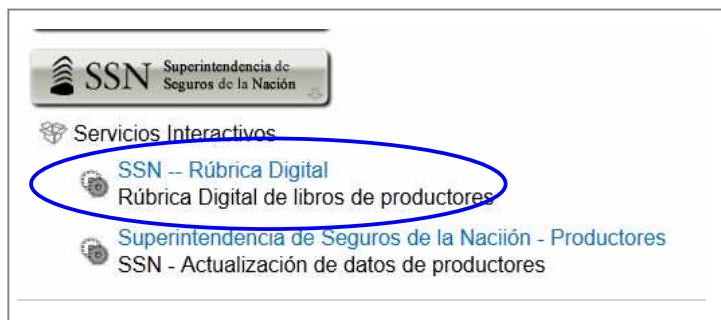 SSN Superintendencia de
Seguros de la Nación
Servicios Interactivos
SSN -- Rúbrica Digital
Rúbrica Digital de libros de productores
Superintendencia de Seguros de la Naciión - Productores
SSN - Actualización de datos de productores